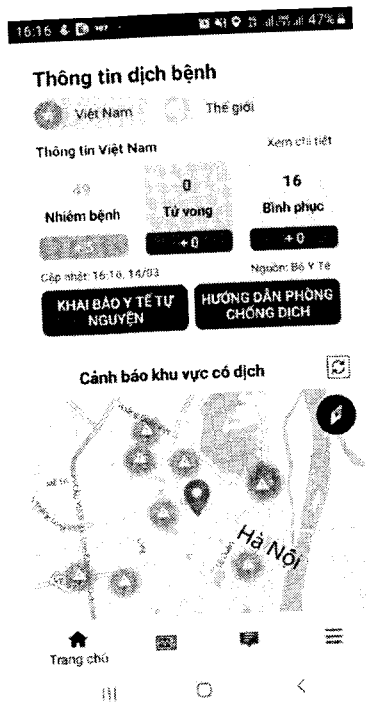 16:16 47%
Thông tin dịch bệnh
Việt Nam Thế giới
Thông tin Việt Nam Xem chi tiết
49 0 16
Nhiễm bệnh Tử vong Bình phục
+0 +0
Cập nhật: 16:16, 14/03 Nguồn: Bộ Y Tế
KHAI BÁO Y TẾ TỰ NGUYỆN
HƯỚNG DẪN PHÒNG CHỐNG DỊCH
Cảnh báo khu vực có dịch
Hà Nội
Trang chủ